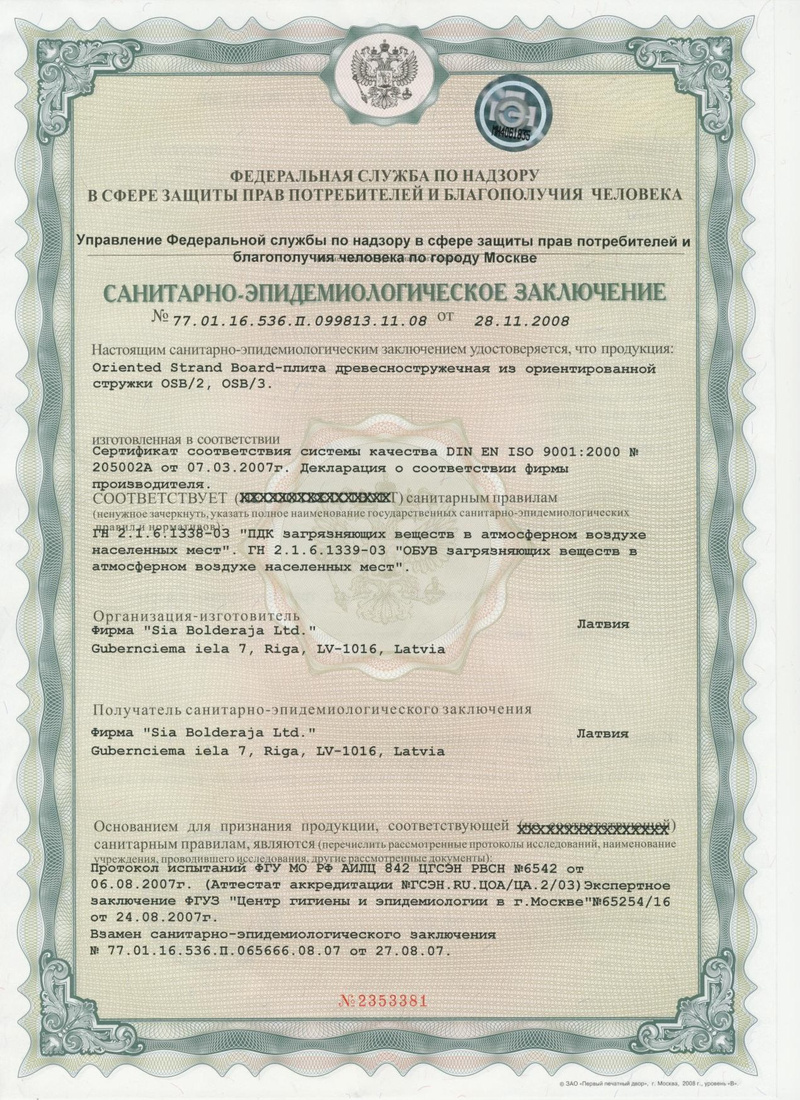 МН4061955
ФЕДЕРАЛЬНАЯ СЛУЖБА ПО НАДЗОРУ
В СФЕРЕ ЗАЩИТЫ ПРАВ ПОТРЕБИТЕЛЕЙ И БЛАГОПОЛУЧИЯ ЧЕЛОВЕКА
Управление Федеральной службы по надзору в сфере защиты прав потребителей и
благополучия человека по городу Москве
САНИТАРНО-ЭПИДЕМИОЛОГИЧЕСКОЕ ЗАКЛЮЧЕНИЕ
№ 77.01.16.536.П.099813.11.08 от 28.11.2008
Настоящим санитарно-эпидемиологическим заключением удостоверяется, что продукция:
Oriented Strand Board-плита древесностружечная из ориентированной
стружки OSB/2, OSB/3.
изготовленная в соответствии
Сертификат соответствия системы качества DIN EN ISO 9001:2000 №
205002А от 07.03.2007г. Декларация о соответствии фирмы
производителя.
СООТВЕТСТВУЕТ (Т) санитарным правилам
(ненужное зачеркнуть, указать полное наименование государственных санитарно-эпидемиологических
правил и нормативов):
ГН 2.1.6.1338-03 "ПДК загрязняющих веществ в атмосферном воздухе
населенных мест". ГН 2.1.6.1339-03 "ОБУВ загрязняющих веществ в
атмосферном воздухе населенных мест".
Организация-изготовитель
Фирма "Sia Bolderaja Ltd." Латвия
Gubernciema iela 7, Riga, LV-1016, Latvia
Получатель санитарно-эпидемиологического заключения
Фирма "Sia Bolderaja Ltd." Латвия
Gubernciema iela 7, Riga, LV-1016, Latvia
Основанием для признания продукции, соответствующей (не соответствующей)
санитарным правилам, являются (перечислить рассмотренные протоколы исследований, наименование
учреждения, проводившего исследования, другие рассмотренные документы):
Протокол испытаний ФГУ МО РФ АИЛЦ 842 ЦГСЭН РВСН №6542 от
06.08.2007г. (Аттестат аккредитации №ГСЭН.RU.ЦОА/ЦА.2/03)Экспертное
заключение ФГУЗ "Центр гигиены и эпидемиологии в г.Москве"№65254/16
от 24.08.2007г.
Взамен санитарно-эпидемиологического заключения
№ 77.01.16.536.П.065666.08.07 от 27.08.07.
№2353381
© ЗАО «Первый печатный двор», г. Москва, 2008 г., уровень «В».